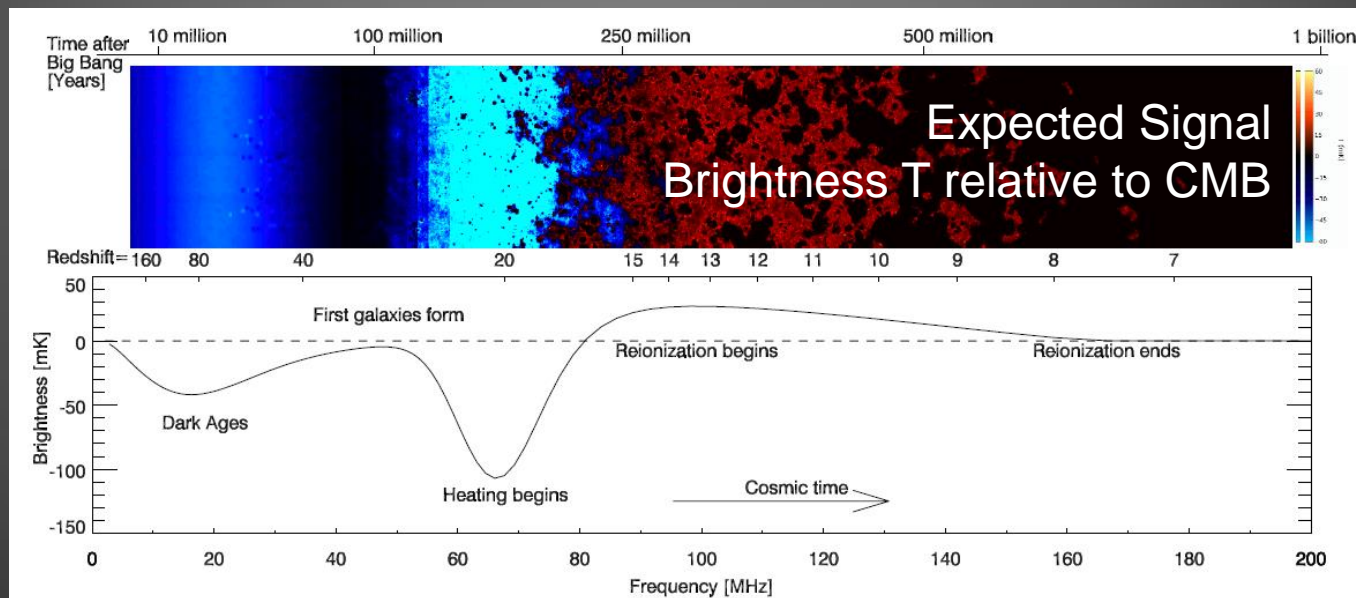 Time after
Big Bang
[Years]
10 million 100 million 250 million 500 million 1 billion
Expected Signal
Brightness T relative to CMB
60
0
Redshift= 160 80 40 20 15 14 13 12 11 10 9 8 7
50
0
-50
-100
-150
Brightness [mK]
First galaxies form
Reionization begins
Reionization ends
Dark Ages
Heating begins
Cosmic time
0 20 40 60 80 100 120 140 160 180 200
Frequency [MHz]